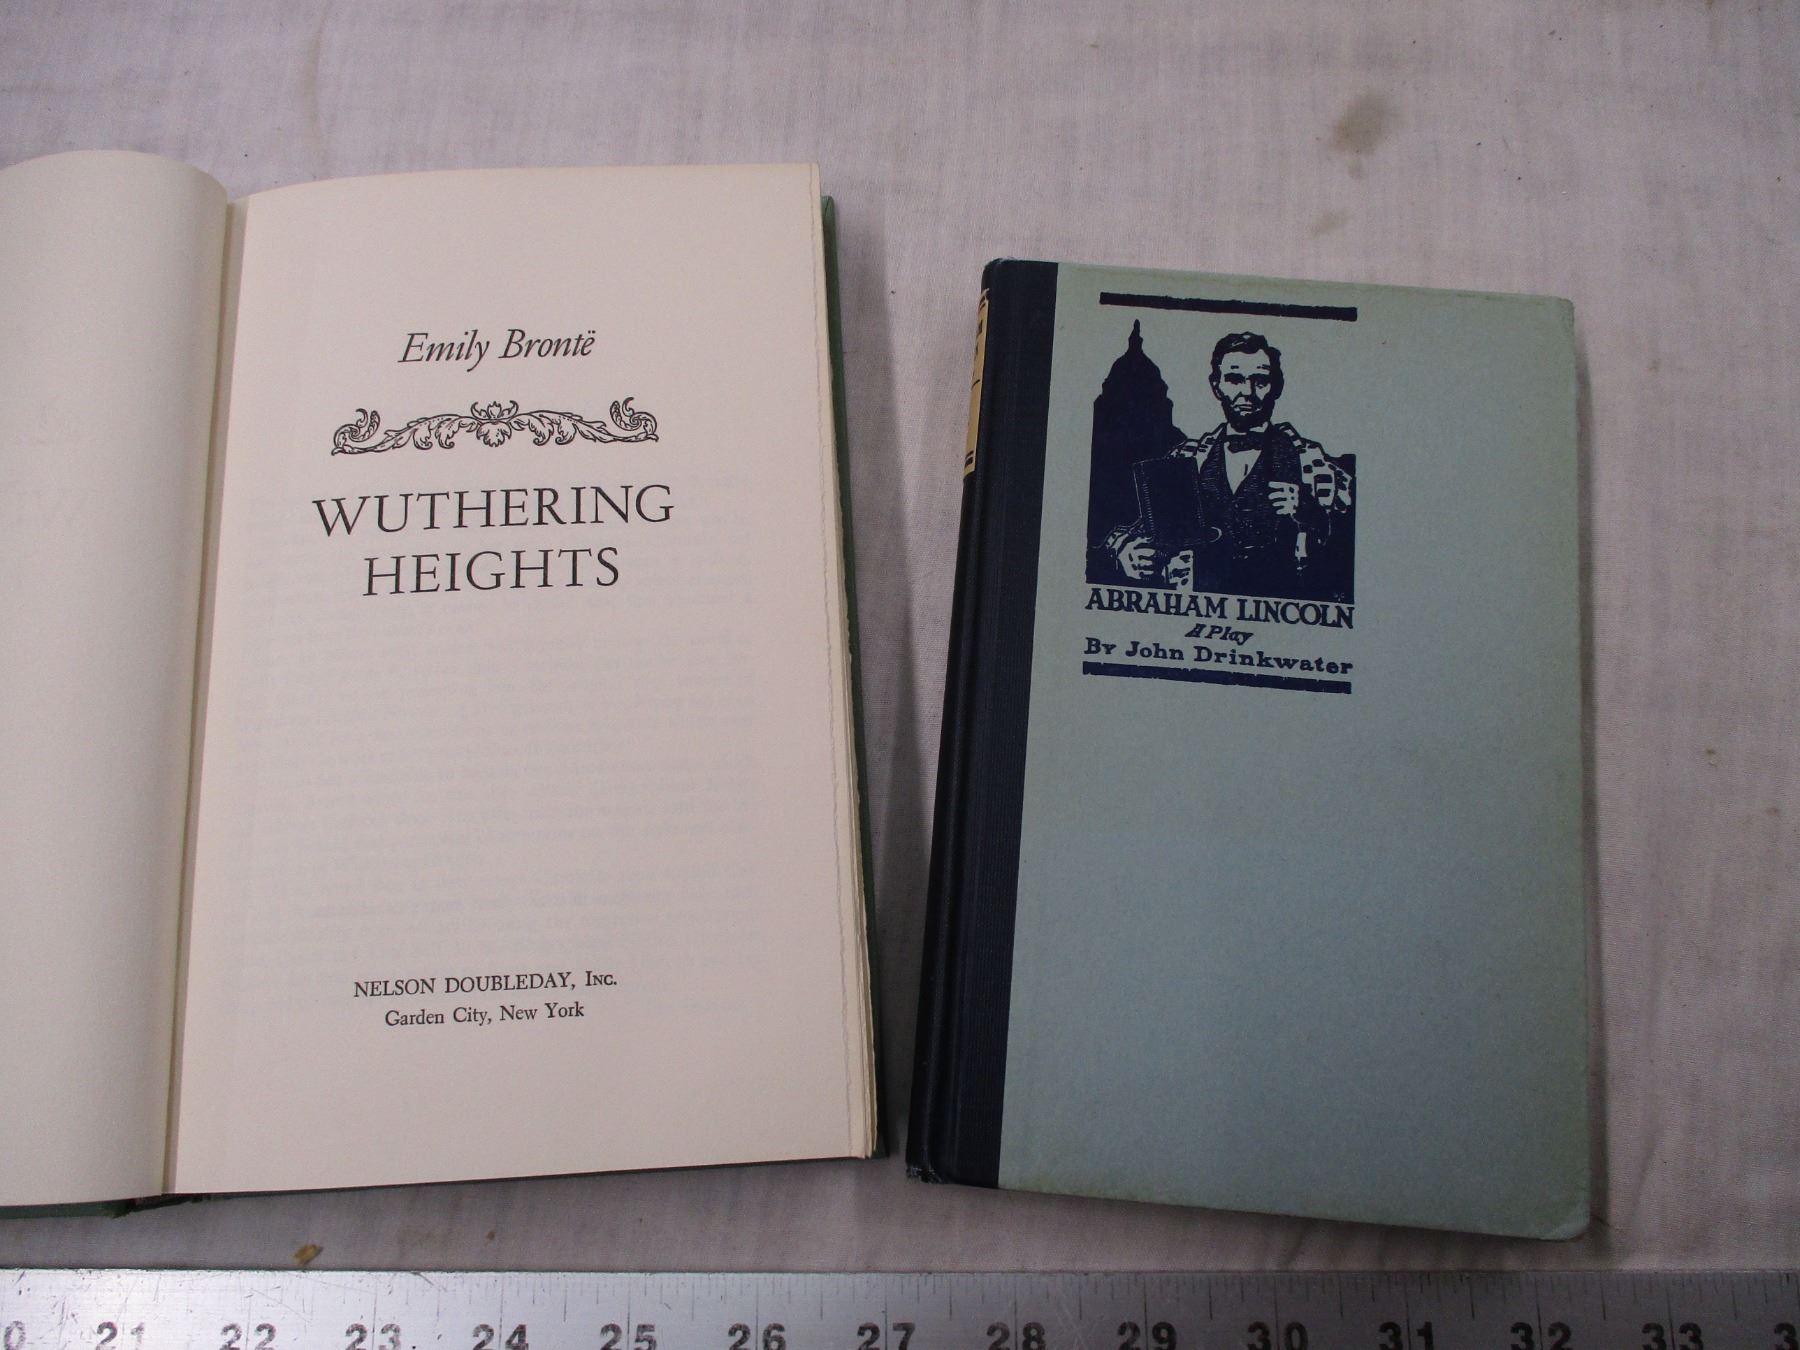 Emily Brontë
WUTHERING
HEIGHTS
NELSON DOUBLEDAY, Inc.
Garden City, New York
ABRAHAM LINCOLN
A Play
By John Drinkwater
21 22 23 24 25 26 27 28 29 30 31 32 33